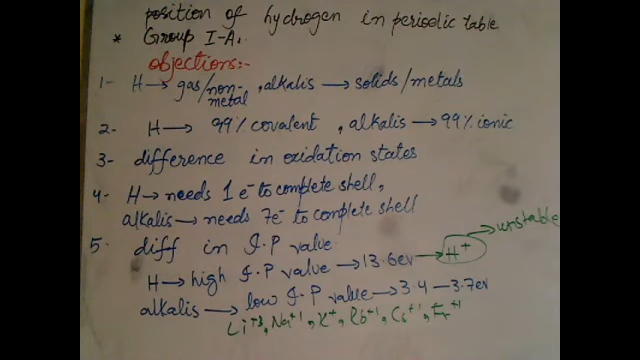 position of hydrogen in periodic table
* Group I-A.
objections:-
1- H → gas/non-metal, alkalis → solids/metals
2- H → 99% covalent, alkalis → 99% ionic
3- difference in oxidation states
4- H → needs 1e⁻ to complete shell,
alkalis → needs 7e⁻ to complete shell
5- diff in I.P value
H → high I.P value → 13.6ev → H⁺ → unstable
alkalis → low I.P value → 3.4 – 3.7ev
Na⁺¹, K⁺, Rb⁺¹, Cs⁺¹, Fr⁺¹